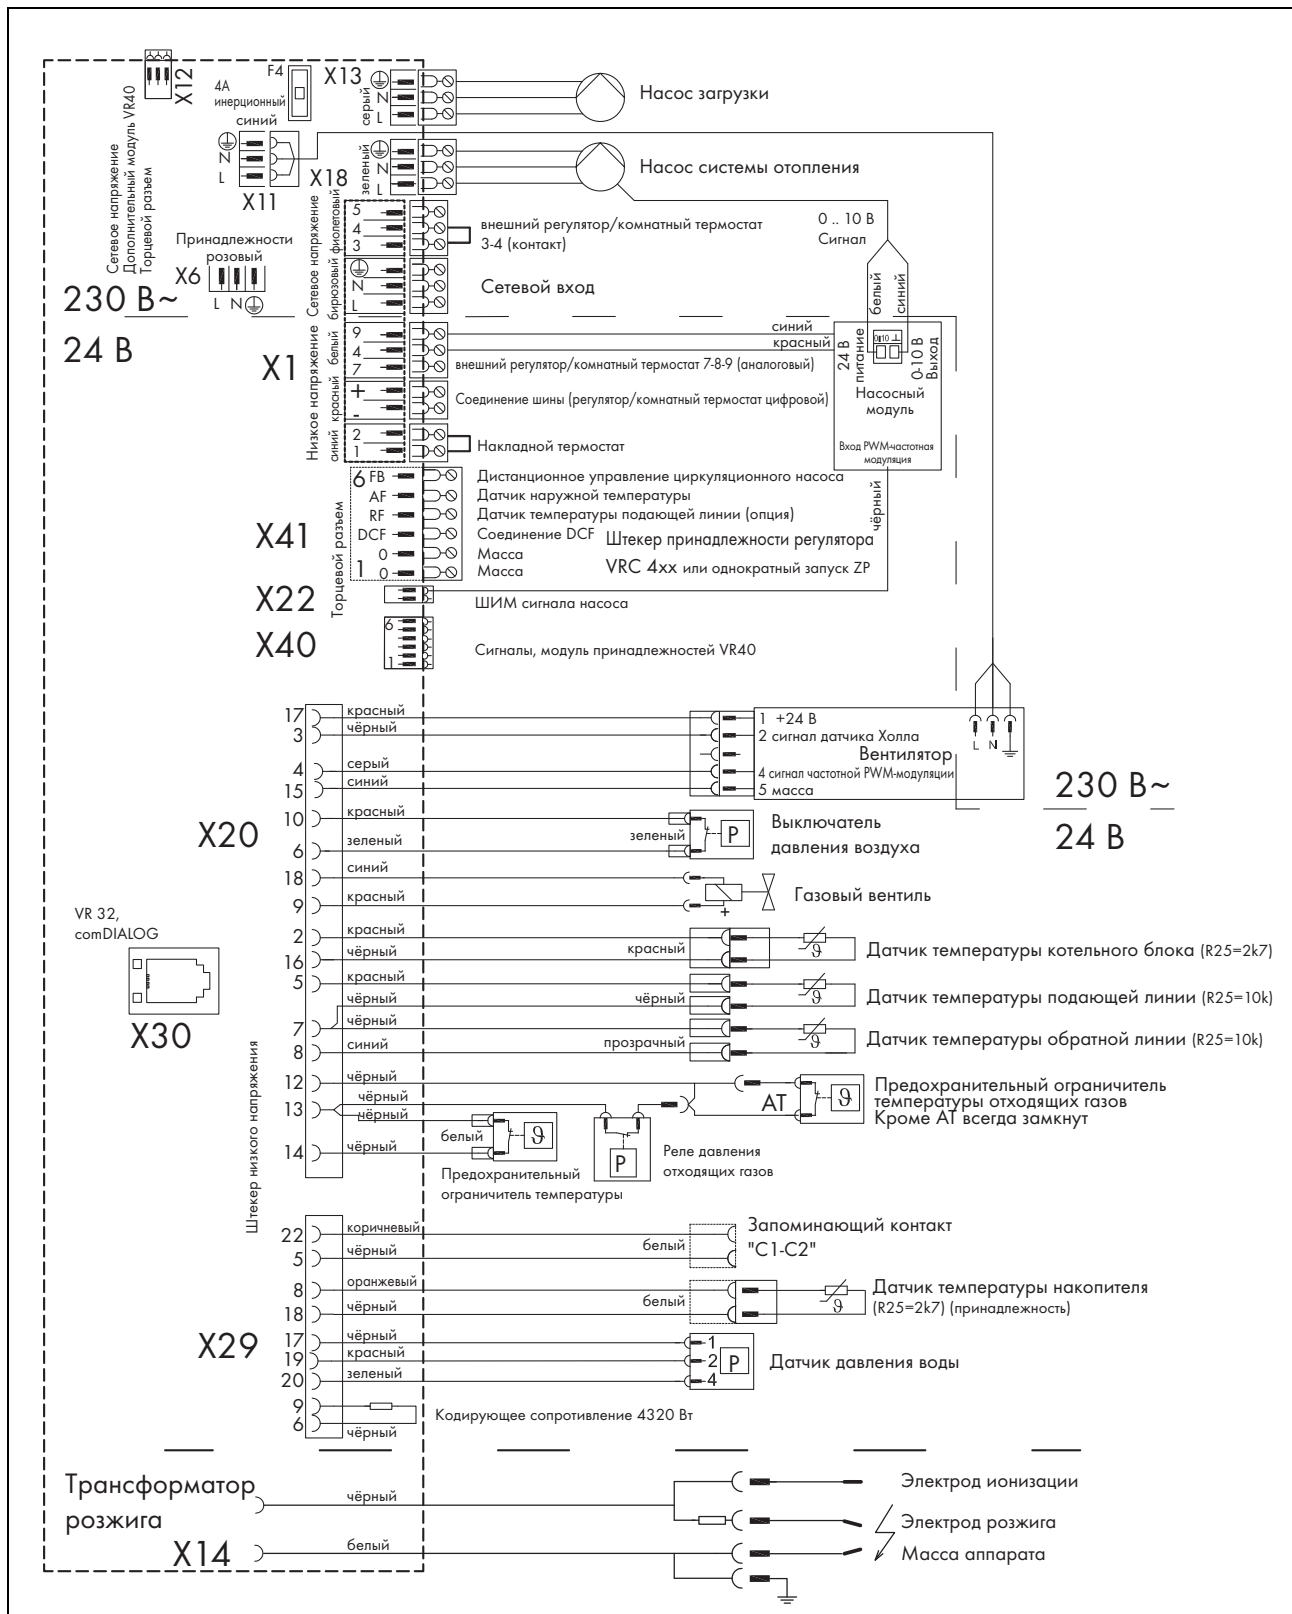 X12
Сетевое напряжение
Дополнительный модуль VR40
Торцевой разъем
F4
4А
инерционный
X13
серый
N
L
Насос загрузки
синий
N
L
X11
X18
зеленый
N
L
Насос системы отопления
0 .. 10 В
Сигнал
белый
синий
Принадлежности
розовый
X6
L N
230 В~
24 В
Сетевое напряжение
фиолетовый
5
4
3
внешний регулятор/комнатный термостат
3-4 (контакт)
бирюзовый
N
L
Сетевой вход
X1
Низкое напряжение
белый
9
4
7
синий
красный
внешний регулятор/комнатный термостат 7-8-9 (аналоговый)
красный
+
-
Соединение шины (регулятор/комнатный термостат цифровой)
синий
2
1
Накладной термостат
24 В
питание
0-10 В
Выход
Насосный
модуль
Вход PWM-частотная
модуляция
чёрный
X41
Торцевой разъем
6 FB
Дистанционное управление циркуляционного насоса
AF
Датчик наружной температуры
RF
Датчик температуры подающей линии (опция)
DCF
Соединение DCF
Штекер принадлежности регулятора
0
Масса
1 0
Масса
VRC 4xx или однократный запуск ZP
X22
ШИМ сигнала насоса
X40
6
1
Сигналы, модуль принадлежностей VR40
X20
17 красный
1 +24 В
3 чёрный
2 сигнал датчика Холла
Вентилятор
L N
4 серый
4 сигнал частотной PWM-модуляции
15 синий
5 масса
230 В~
24 В
10 красный
6 зеленый
зеленый
P
Выключатель
давления воздуха
18 синий
9 красный
+
Газовый вентиль
VR 32,
comDIALOG
X30
2 красный
16 чёрный
красный
ϑ
Датчик температуры котельного блока (R25=2k7)
5 красный
чёрный
чёрный
ϑ
Датчик температуры подающей линии (R25=10k)
7 чёрный
8 синий
прозрачный
ϑ
Датчик температуры обратной линии (R25=10k)
Штекер низкого напряжения
12 чёрный
AT
ϑ
Предохранительный ограничитель
температуры отходящих газов
Кроме АТ всегда замкнут
13 чёрный
чёрный
14 чёрный
белый
ϑ
Предохранительный
ограничитель температуры
P
Реле давления
отходящих газов
X29
22 коричневый
5 чёрный
белый
Запоминающий контакт
"C1-C2"
8 оранжевый
18 чёрный
белый
ϑ
Датчик температуры накопителя
(R25=2k7) (принадлежность)
17 чёрный
1
19 красный
2 P
20 зеленый
4
Датчик давления воды
9
6
чёрный
Кодирующее сопротивление 4320 Вт
Трансформатор
розжига
X14
чёрный
белый
Электрод ионизации
Электрод розжига
Масса аппарата